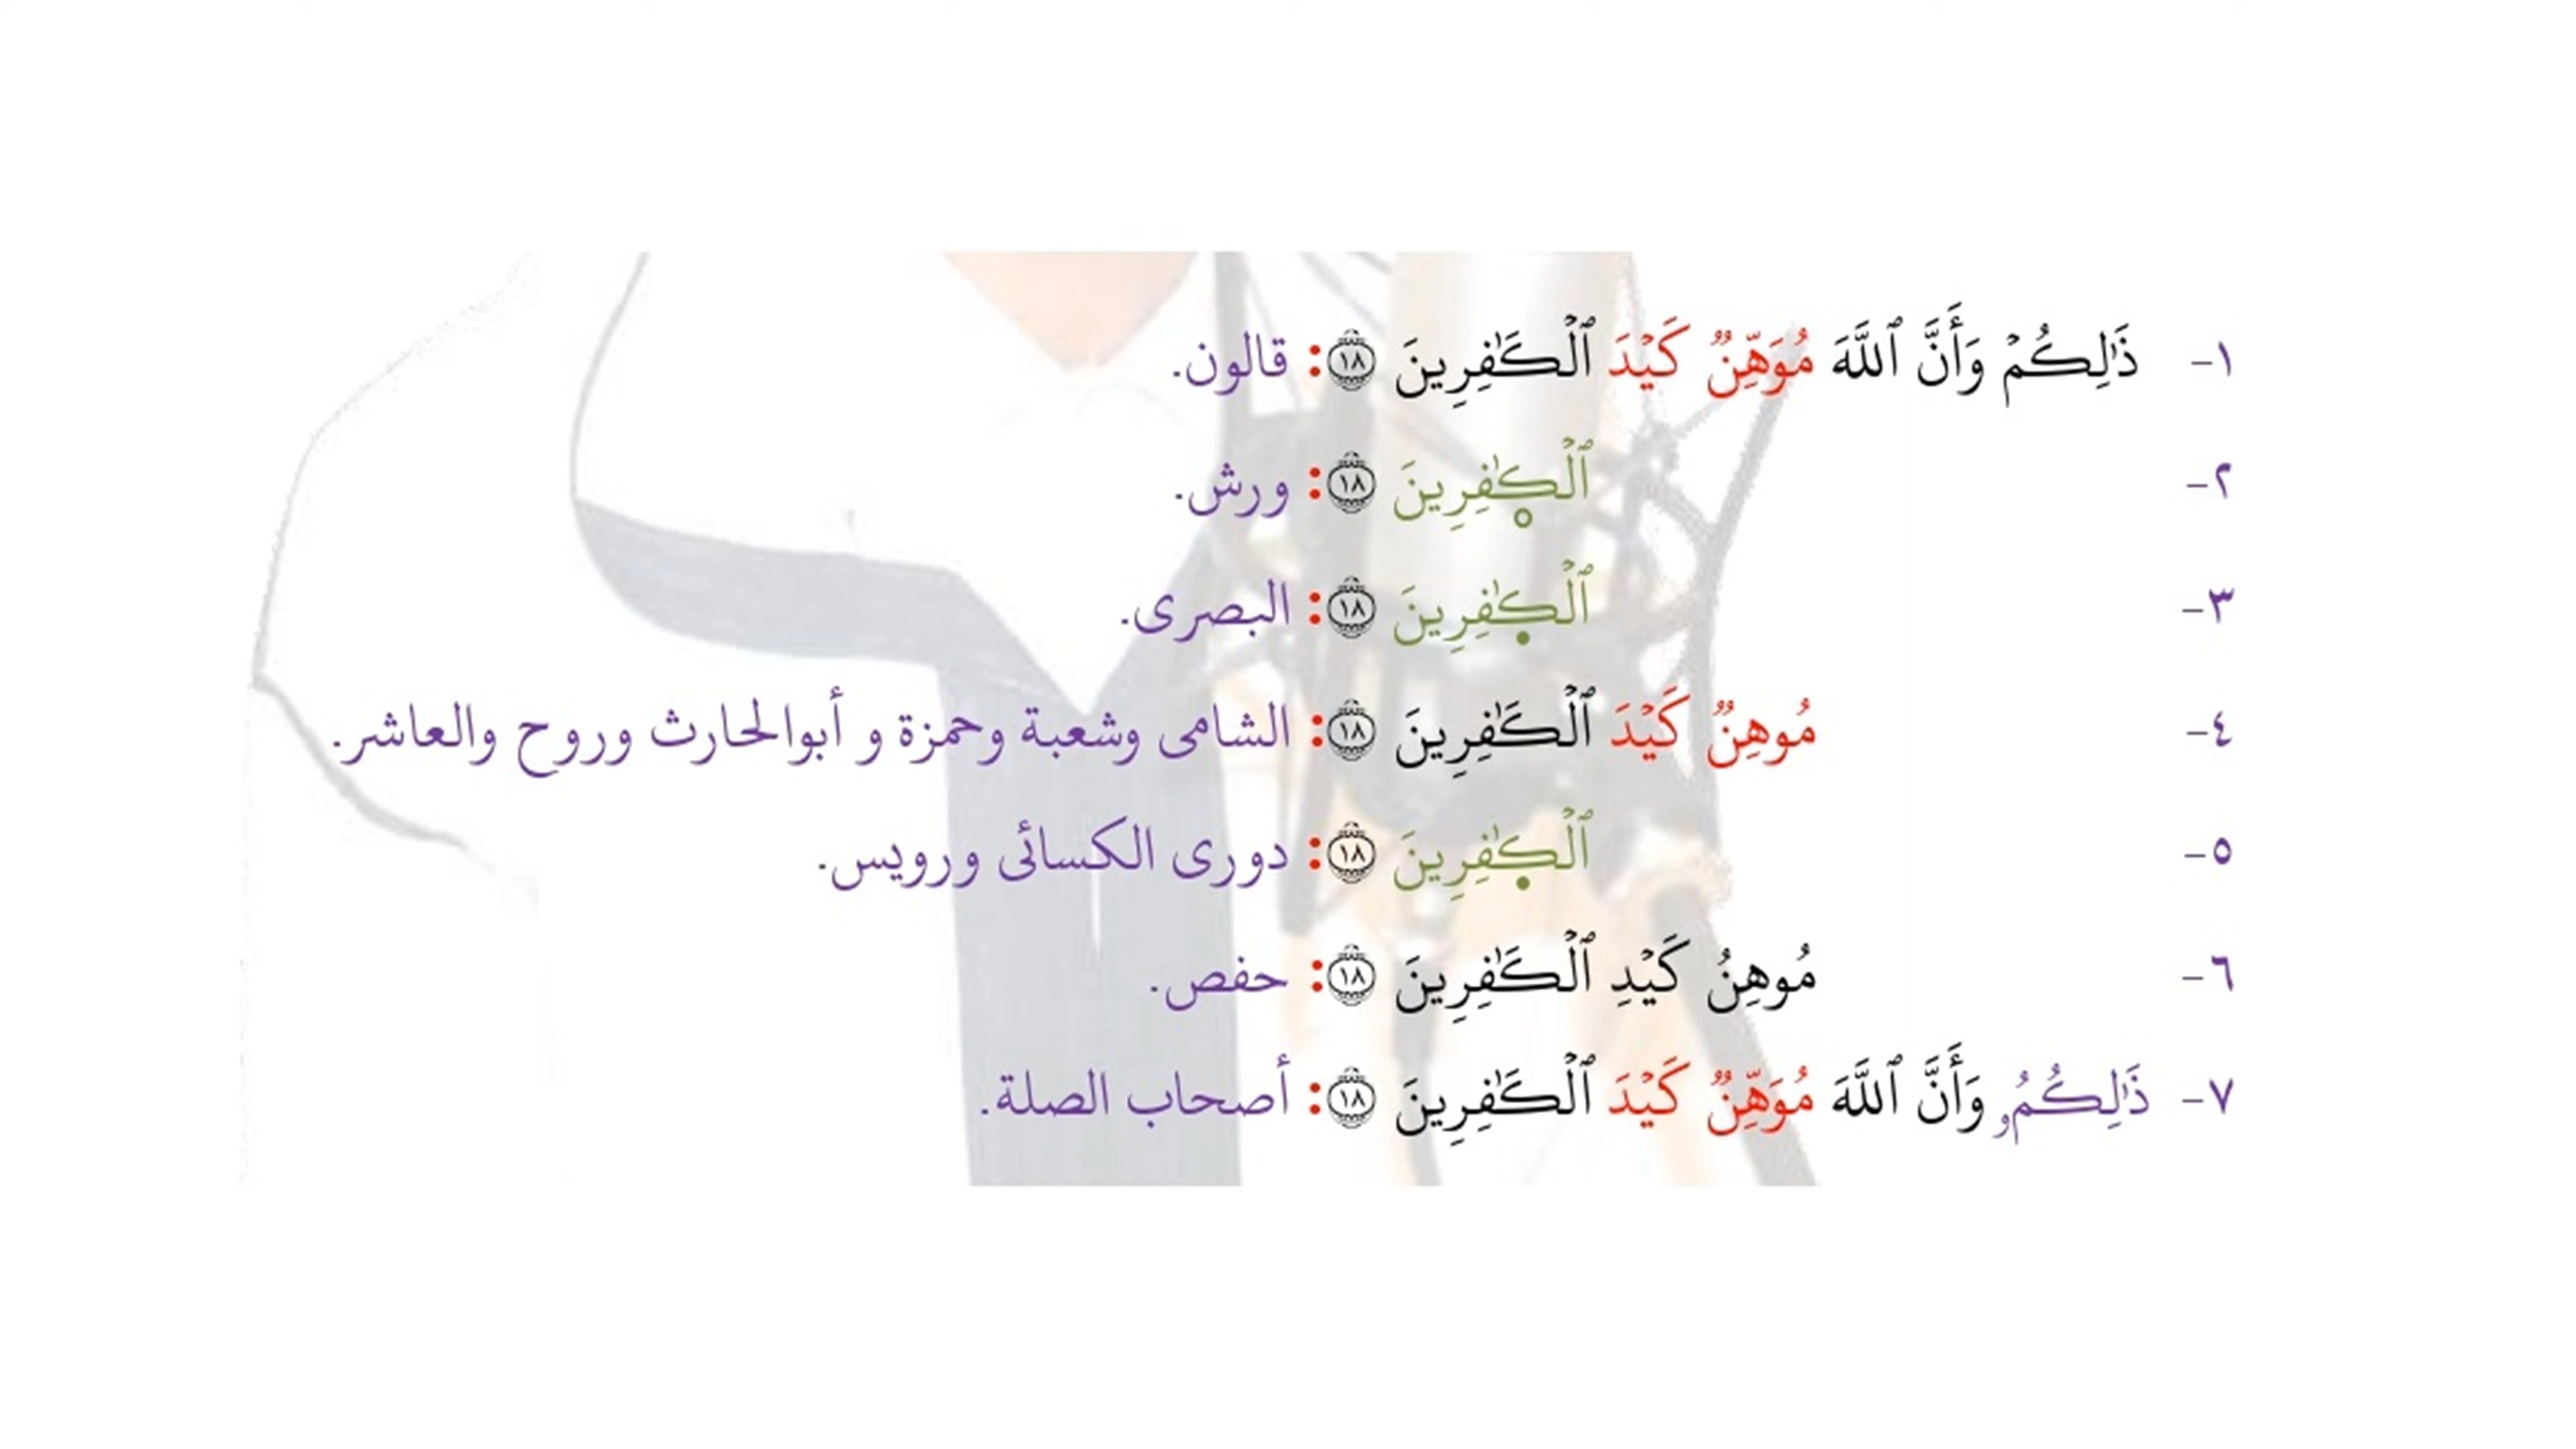 ١- ذَٰلِكُمۡ وَأَنَّ ٱللَّهَ مُوَهِّنٌ كَيۡدَ ٱلۡكَٰفِرِينَ ١٨ : قالون.
٢- ٱلۡكَٰفِرِينَ ١٨ : ورش.
٣- ٱلۡكَٰفِرِينَ ١٨ : البصرى.
٤- مُوهِنٌ كَيۡدَ ٱلۡكَٰفِرِينَ ١٨ : الشامى وشعبة وحمزة و أبوالحارث وروح والعاشر.
٥- ٱلۡكَٰفِرِينَ ١٨ : دورى الكسائى ورويس.
٦- مُوهِنُ كَيۡدِ ٱلۡكَٰفِرِينَ ١٨ : حفص.
٧- ذَٰلِكُمُۥ وَأَنَّ ٱللَّهَ مُوَهِّنٌ كَيۡدَ ٱلۡكَٰفِرِينَ ١٨ : أصحاب الصلة.